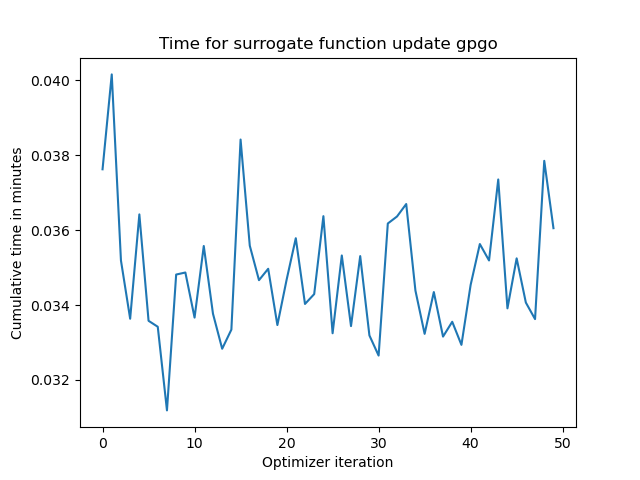 Time for surrogate function update gpgo
Cumulative time in minutes
0.040
0.038
0.036
0.034
0.032
0 10 20 30 40 50
Optimizer iteration